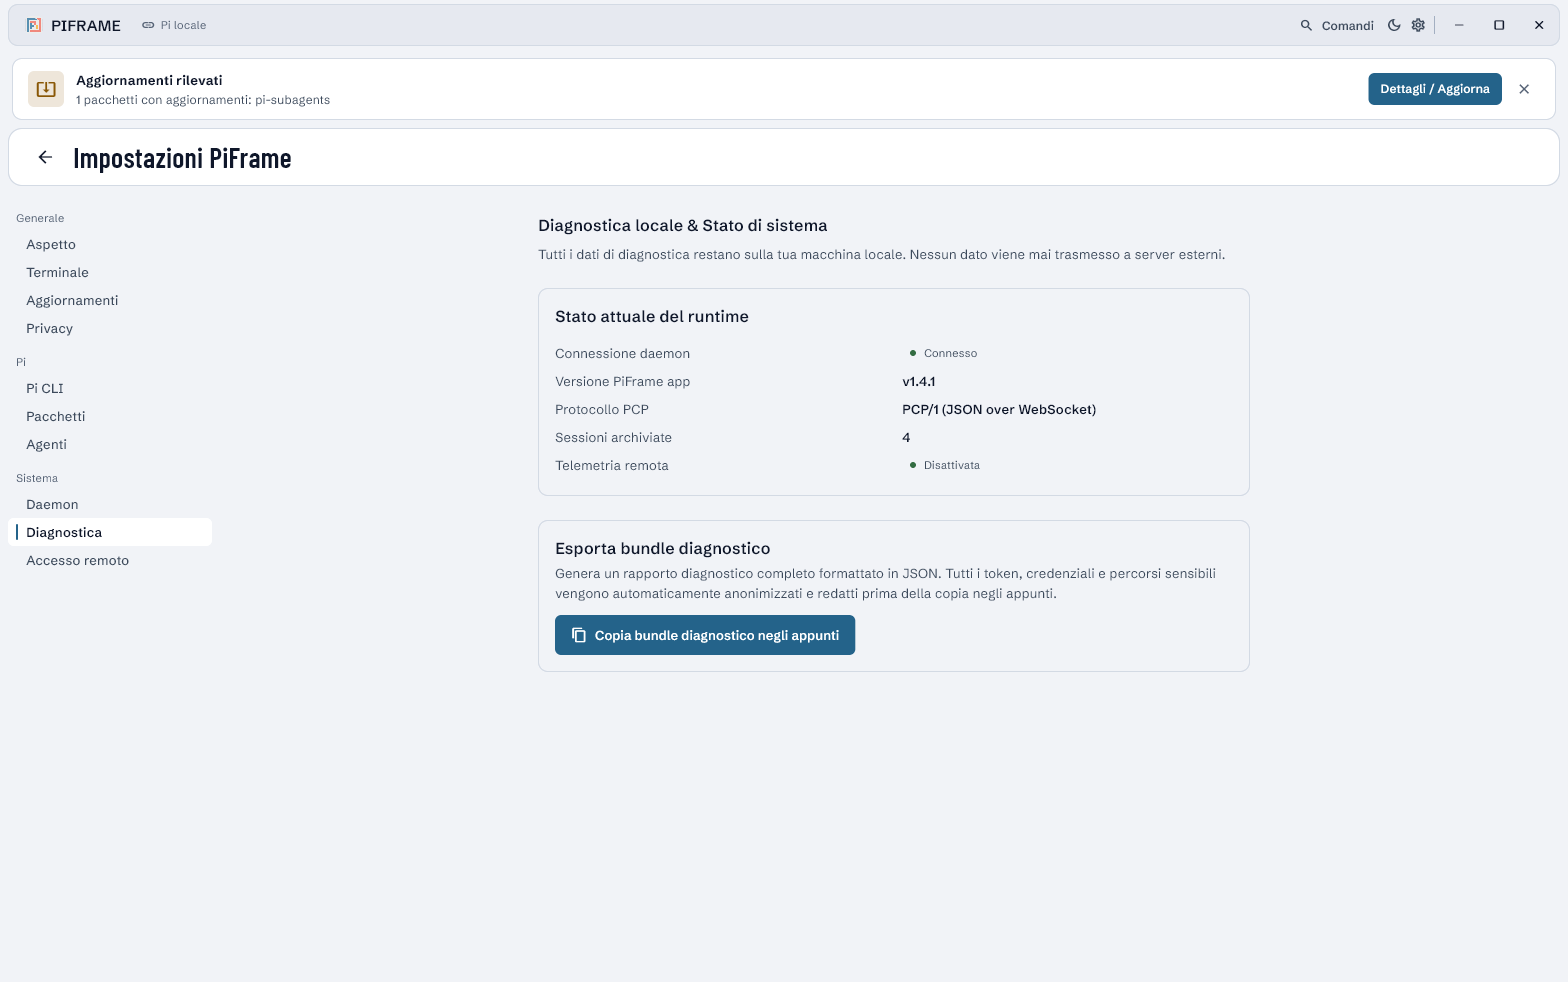 PIFRAME
Pi locale
Comandi
Aggiornamenti rilevati
1 pacchetti con aggiornamenti: pi-subagents
Dettagli / Aggiorna
Impostazioni PiFrame
Generale
Aspetto
Terminale
Aggiornamenti
Privacy
Pi
Pi CLI
Pacchetti
Agenti
Sistema
Daemon
Diagnostica
Accesso remoto
Diagnostica locale & Stato di sistema
Tutti i dati di diagnostica restano sulla tua macchina locale. Nessun dato viene mai trasmesso a server esterni.
Stato attuale del runtime
Connessione daemon Connesso
Versione PiFrame app v1.4.1
Protocollo PCP PCP/1 (JSON over WebSocket)
Sessioni archiviate 4
Telemetria remota Disattivata
Esporta bundle diagnostico
Genera un rapporto diagnostico completo formattato in JSON. Tutti i token, credenziali e percorsi sensibili
vengono automaticamente anonimizzati e redatti prima della copia negli appunti.
Copia bundle diagnostico negli appunti